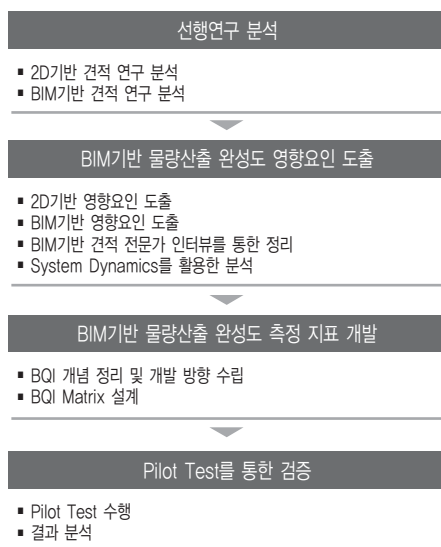 선행연구 분석
▪ 2D기반 견적 연구 분석
▪ BIM기반 견적 연구 분석
BIM기반 물량산출 완성도 영향요인 도출
▪ 2D기반 영향요인 도출
▪ BIM기반 영향요인 도출
▪ BIM기반 견적 전문가 인터뷰를 통한 정리
▪ System Dynamics를 활용한 분석
BIM기반 물량산출 완성도 측정 지표 개발
▪ BQI 개념 정리 및 개발 방향 수립
▪ BQI Matrix 설계
Pilot Test를 통한 검증
▪ Pilot Test 수행
▪ 결과 분석